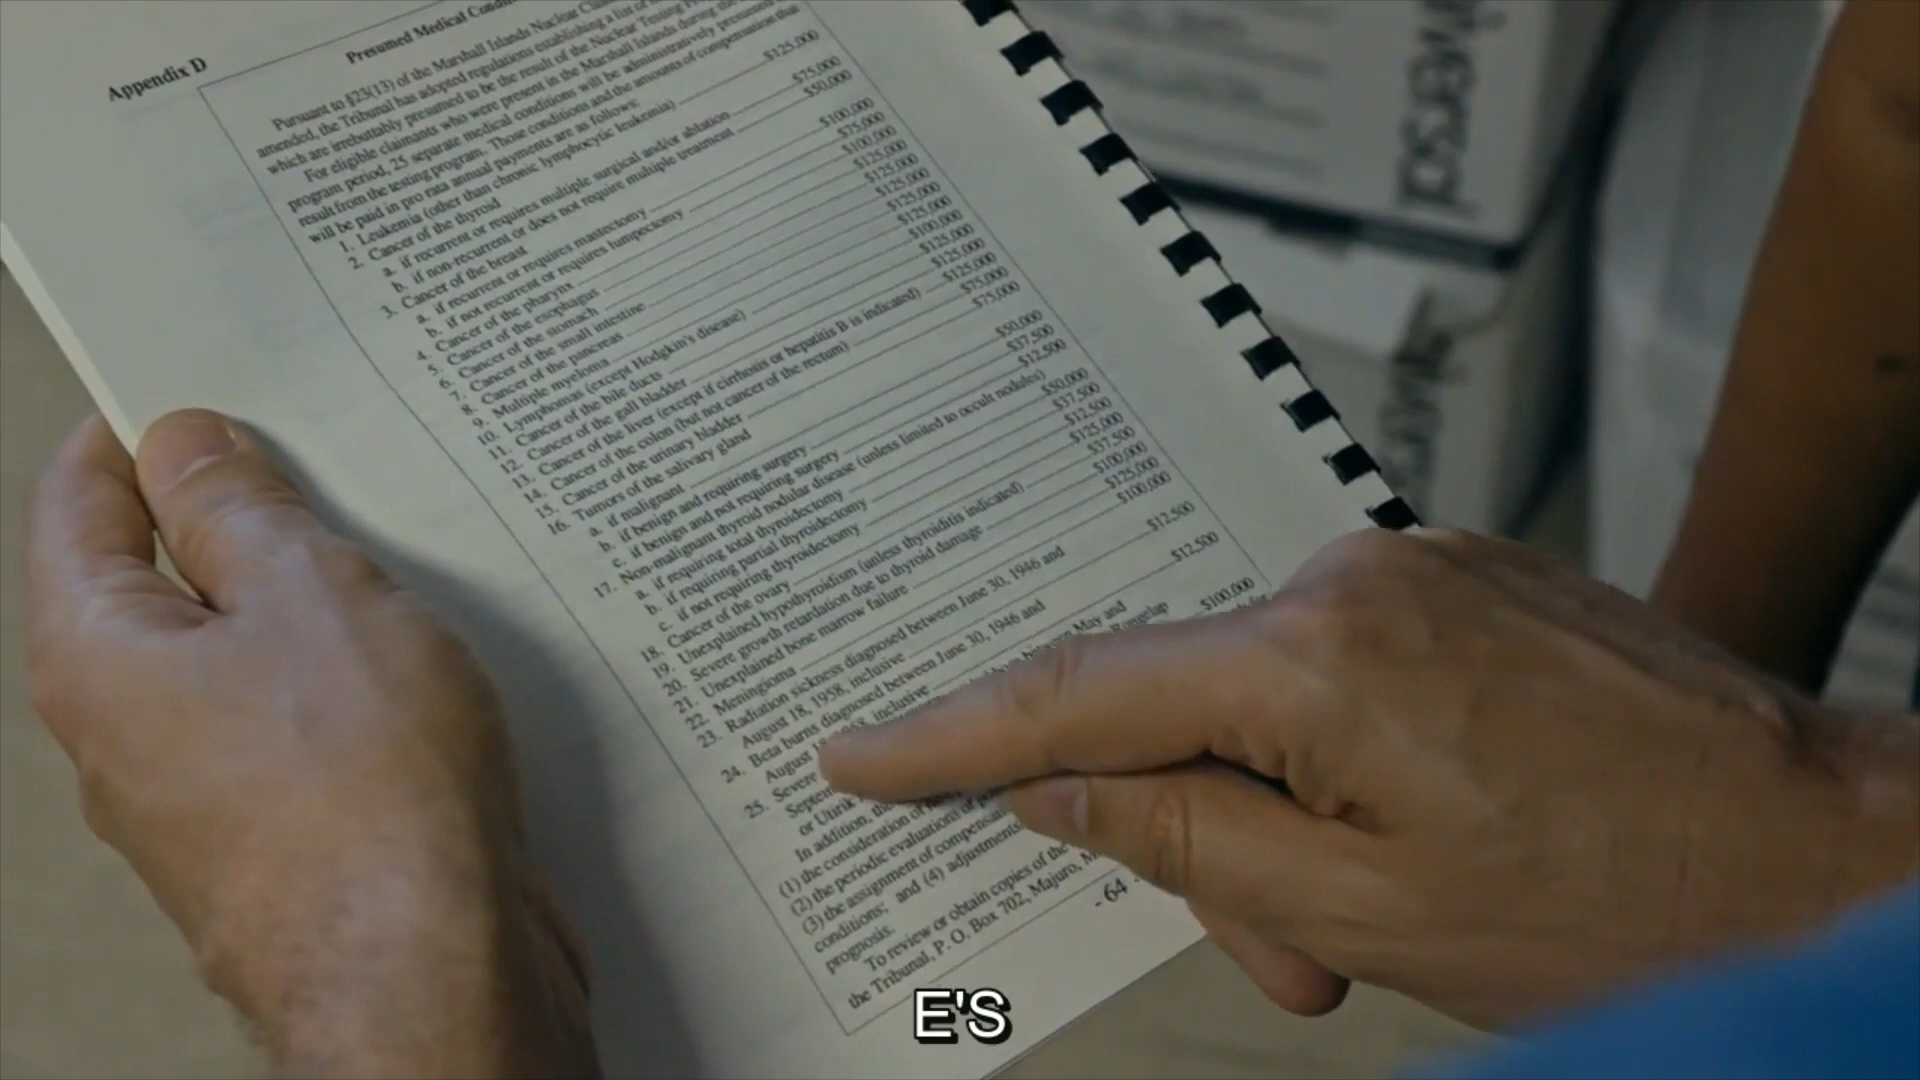 Appendix D
Presumed Medical
Pursuant to §23(13) of the Marshall Islands Nuclear
amended, the Tribunal has adopted regulations establishing a list of
which are irrebuttably presumed to be the result of the Nuclear Testing
For eligible claimants who were present in the Marshall Islands during the
program period, 25 separate medical conditions will be administratively presumed
result from the testing program. Those conditions and the amounts of compensation that
will be paid in pro rata annual payments are as follows:
1. Leukemia (other than chronic lymphocytic leukemia) $125,000
2. Cancer of the thyroid
a. if recurrent or requires multiple surgical and/or ablation $75,000
b. if non-recurrent or does not require multiple treatment $50,000
3. Cancer of the breast
a. if recurrent or requires mastectomy $100,000
b. if not recurrent or requires lumpectomy $75,000
4. Cancer of the pharynx $100,000
5. Cancer of the esophagus $125,000
6. Cancer of the stomach $125,000
7. Cancer of the small intestine $125,000
8. Cancer of the pancreas $125,000
9. Multiple myeloma $125,000
10. Lymphomas (except Hodgkin's disease) $100,000
11. Cancer of the bile ducts $125,000
12. Cancer of the gall bladder $125,000
13. Cancer of the liver (except if cirrhosis or hepatitis B is indicated) $125,000
14. Cancer of the colon (but not cancer of the rectum) $75,000
15. Cancer of the urinary bladder $75,000
16. Tumors of the salivary gland
a. if malignant $50,000
b. if benign and requiring surgery $37,500
c. if benign and not requiring surgery $12,500
17. Non-malignant thyroid nodular disease (unless limited to occult nodules)
a. if requiring total thyroidectomy $50,000
b. if requiring partial thyroidectomy $37,500
c. if not requiring thyroidectomy $12,500
18. Cancer of the ovary $125,000
19. Unexplained hypothyroidism (unless thyroiditis indicated) $37,500
20. Severe growth retardation due to thyroid damage $100,000
21. Unexplained bone marrow failure $125,000
22. Meningioma $100,000
23. Radiation sickness diagnosed between June 30, 1946 and
August 18, 1958, inclusive $12,500
24. Beta burns diagnosed between June 30, 1946 and
August inclusive $12,500
25. Severe between May and
Rongelap
or Utirik $100,000
In addition, the
(1) the consideration of
(2) the periodic evaluations of
(3) the assignment of
conditions; and (4) adjustments
prognosis.
To review or obtain copies of the
the Tribunal, P. O. Box 702, Majuro,
- 64 -
E'S